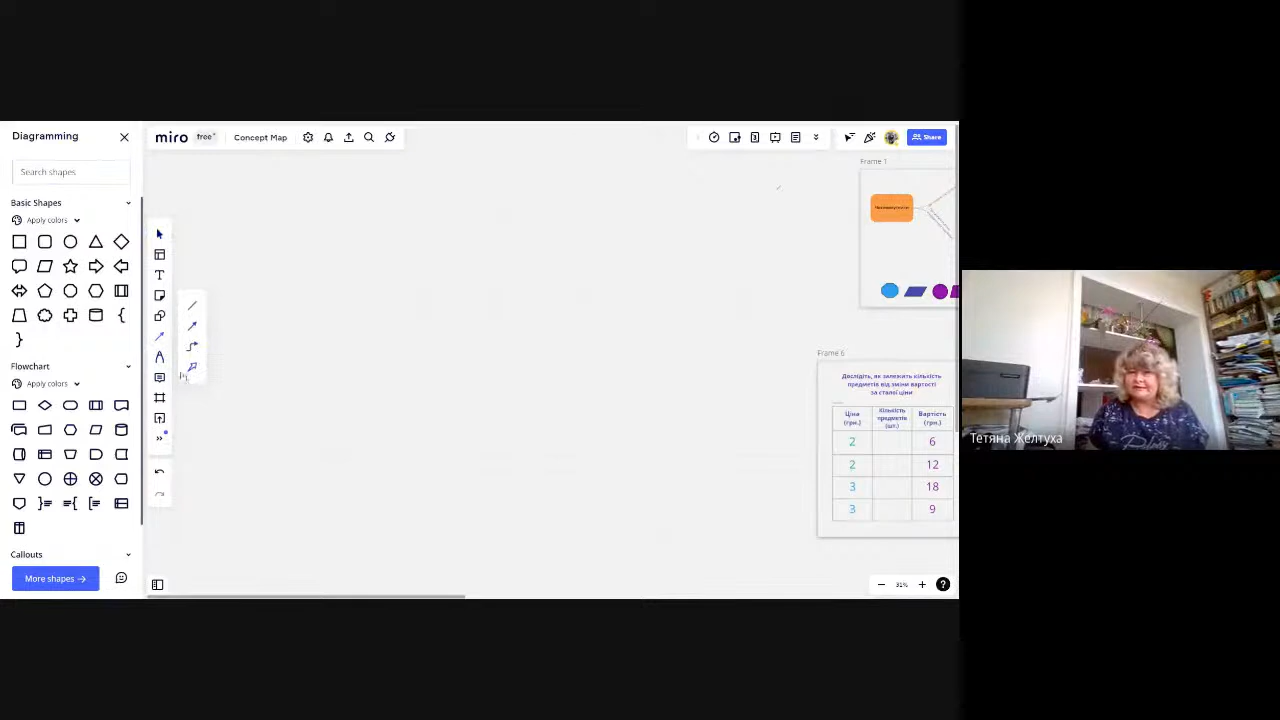 Diagramming
miro free Concept Map
Share
Search shapes
Frame 1
Basic Shapes
Apply colors
Frame 6
Дослідіть, як залежить кількість
предметів від зміни вартості
за сталої ціни
Flowchart
Apply colors
Ціна
(грн.)
Кількість
предметів
(шт.)
Вартість
(грн.)
2 6
2 12
3 18
3 9
Тетяна Желтуха
Callouts
More shapes →
31%